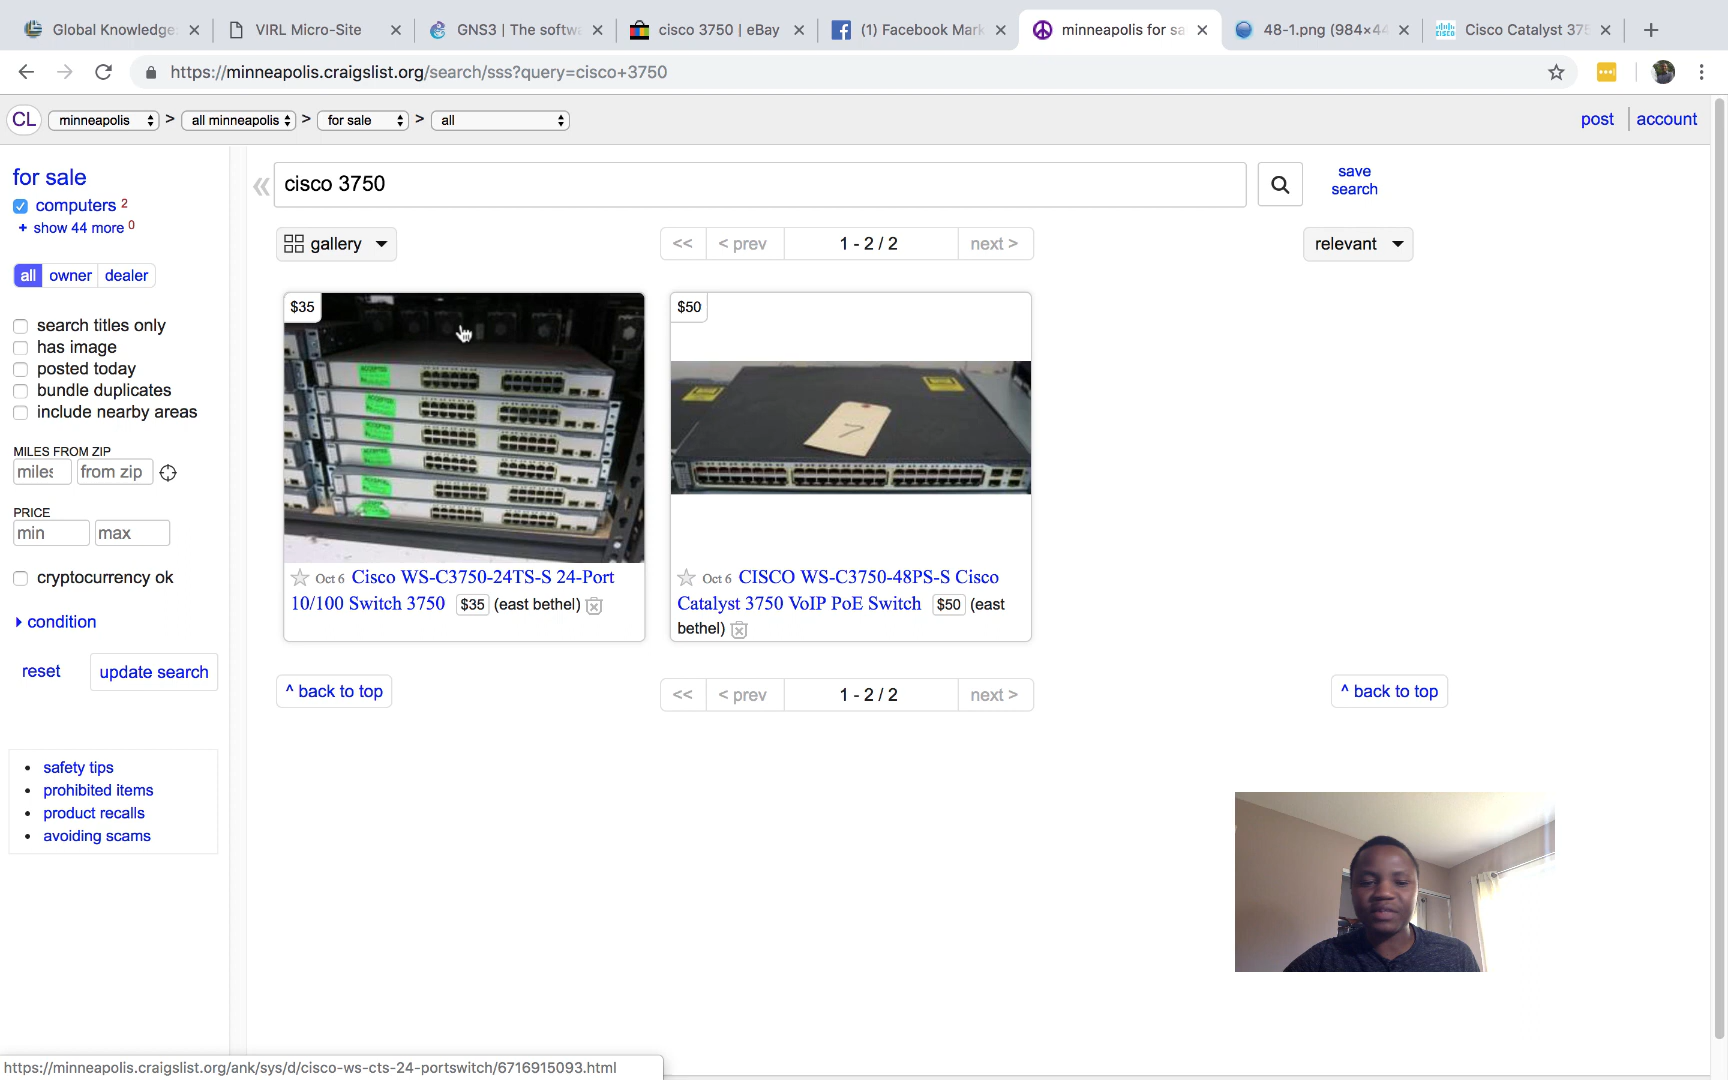 Global Knowledge
VIRL Micro-Site
GNS3 | The softw
cisco 3750 | eBay
(1) Facebook Mark
minneapolis for sa
48-1.png (984×44
Cisco Catalyst 375
https://minneapolis.craigslist.org/search/sss?query=cisco+3750
CL
minneapolis > all minneapolis > for sale > all
post
account
for sale
computers 2
+ show 44 more 0
all owner dealer
search titles only
has image
posted today
bundle duplicates
include nearby areas
MILES FROM ZIP
miles from zip
PRICE
min max
cryptocurrency ok
condition
reset update search
safety tips
prohibited items
product recalls
avoiding scams
« cisco 3750
save
search
gallery
<< < prev 1 - 2 / 2 next >
relevant
$35
ACCEPTED
Oct 6 Cisco WS-C3750-24TS-S 24-Port
10/100 Switch 3750 $35 (east bethel)
$50
7
Oct 6 CISCO WS-C3750-48PS-S Cisco
Catalyst 3750 VoIP PoE Switch $50 (east
bethel)
^ back to top
<< < prev 1 - 2 / 2 next >
^ back to top
https://minneapolis.craigslist.org/ank/sys/d/cisco-ws-cts-24-portswitch/6716915093.html